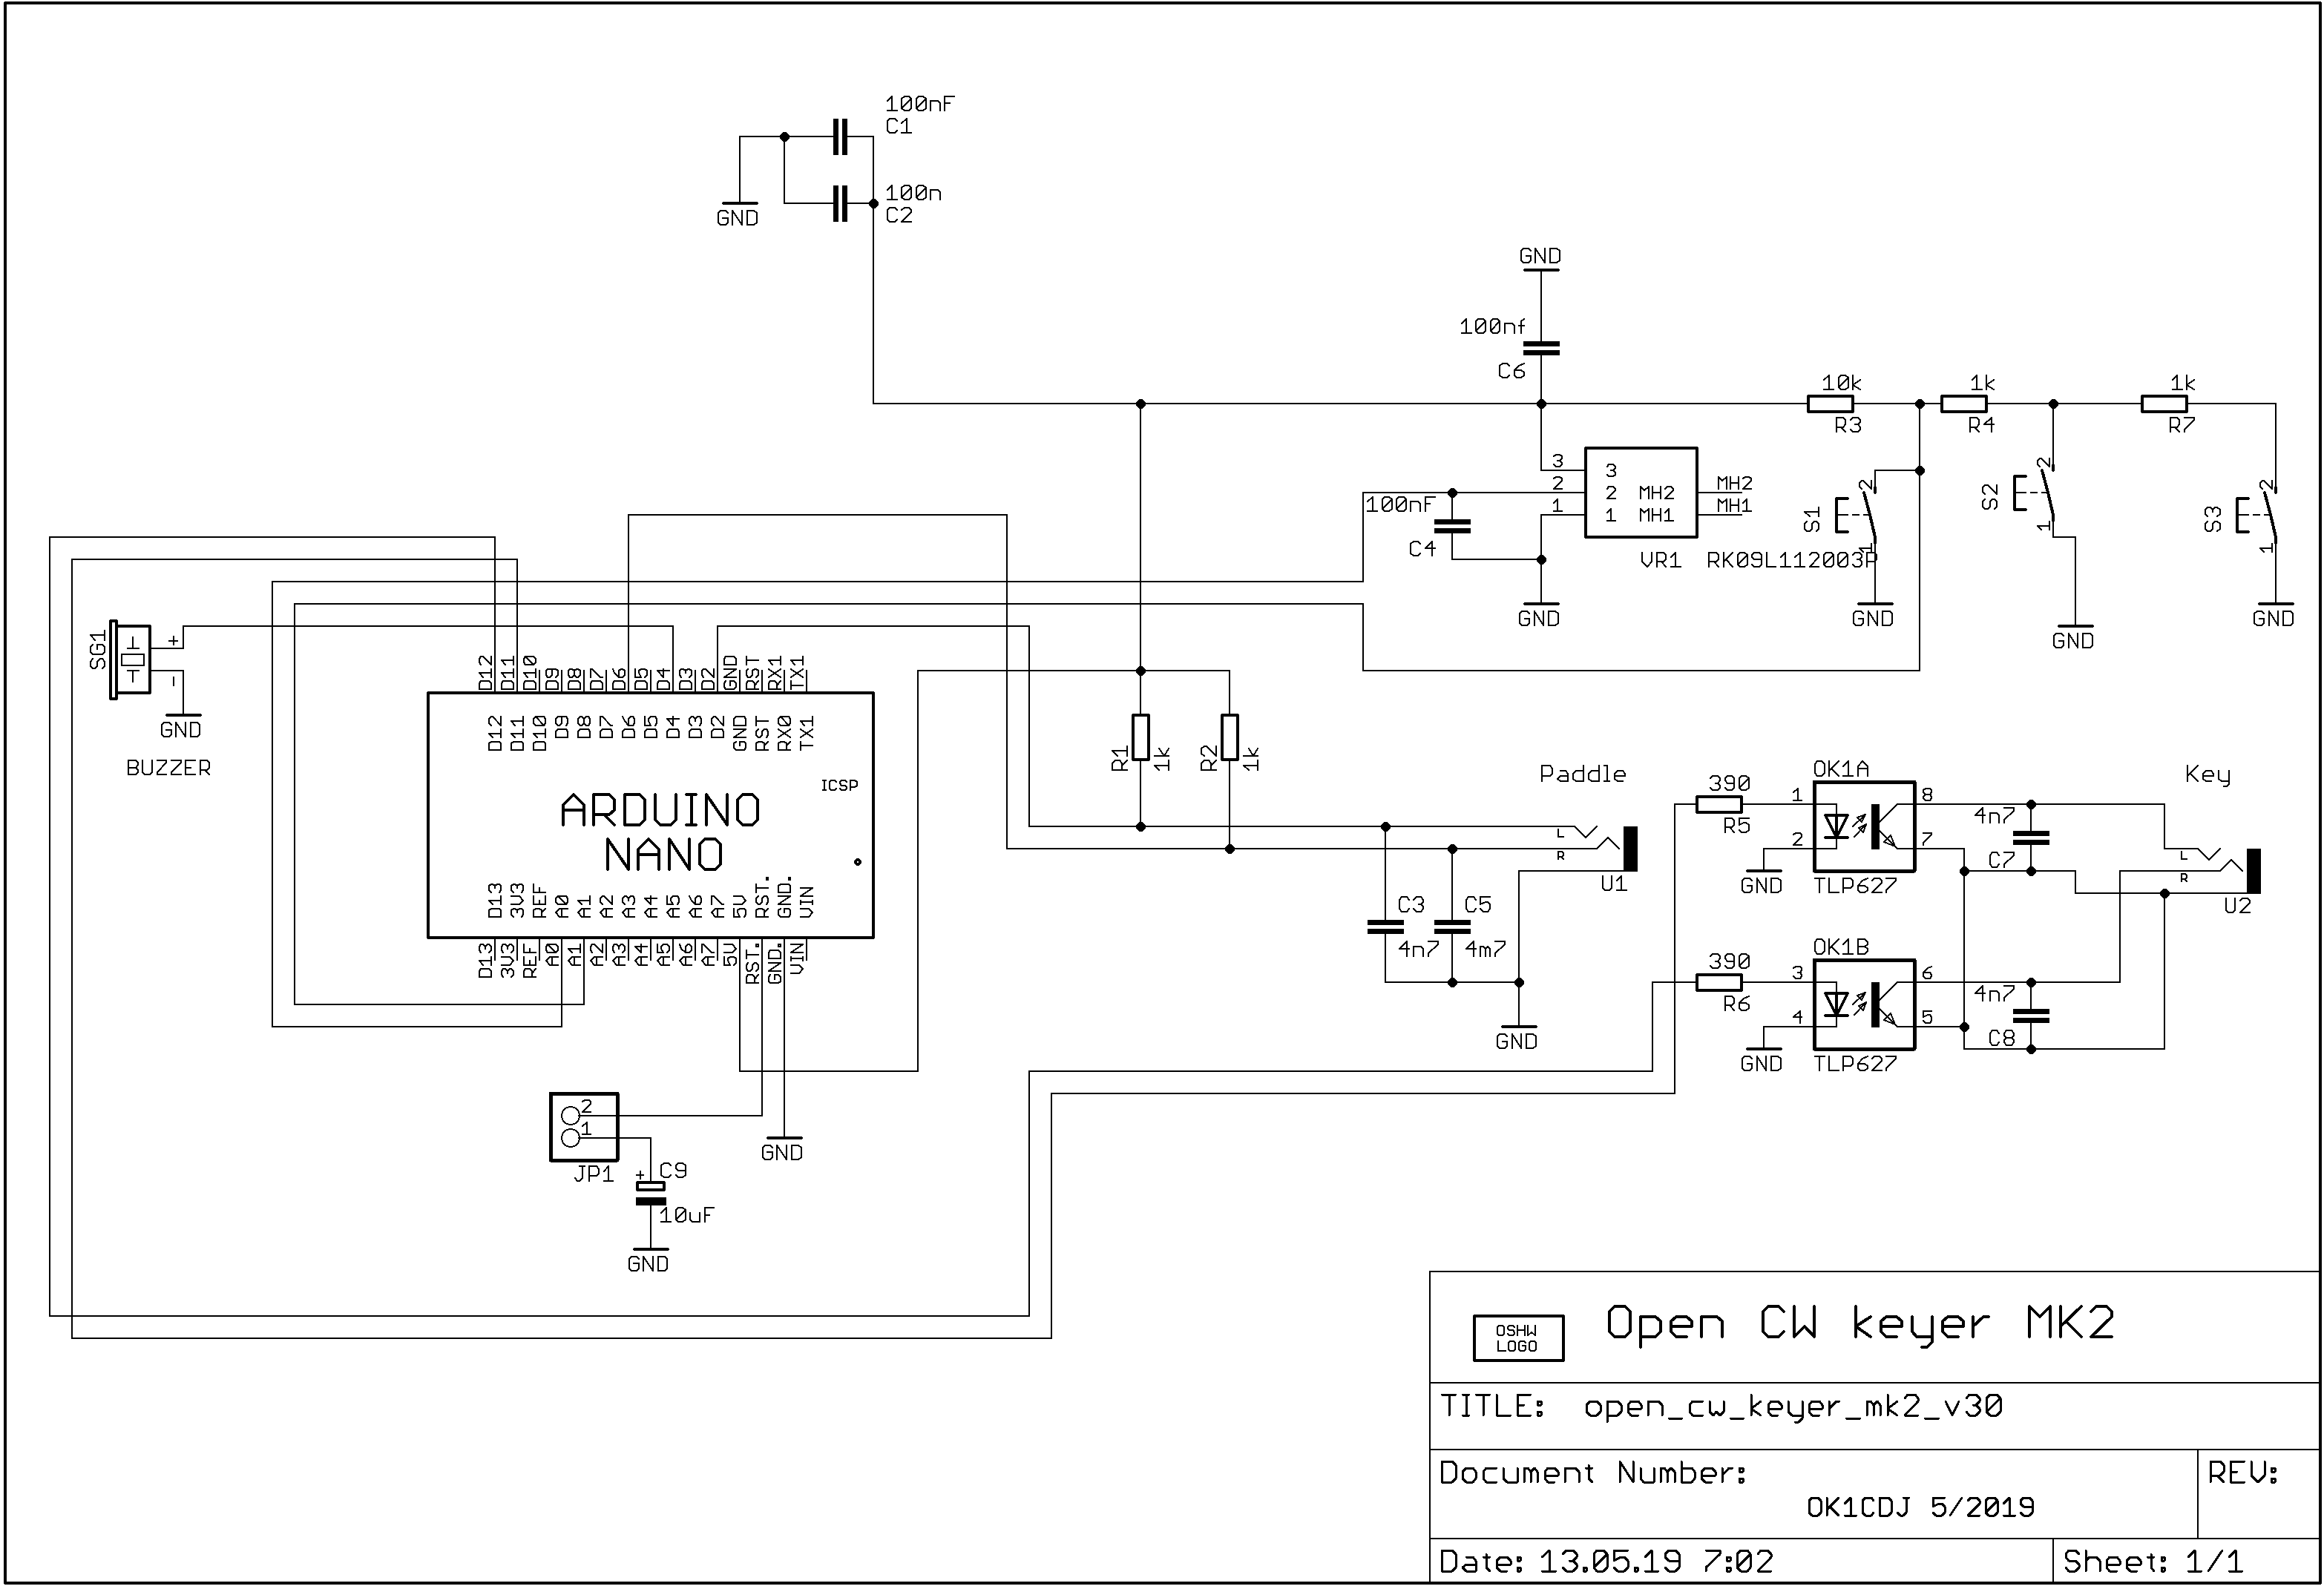 100nF
C1
100n
C2
GND
GND
100nf
C6
10k
R3
1k
R4
1k
R7
3
2
1
3
2
1
MH2
MH1
MH2
MH1
100nF
C4
VR1
RK09L112003P
GND
S1
2
1
GND
S2
2
1
GND
S3
2
1
GND
SG1
+
-
GND
BUZZER
D12
D11
D10
D9
D8
D7
D6
D5
D4
D3
D2
GND
RST
RX1
TX1
D12
D11
D10
D9
D8
D7
D6
D5
D4
D3
D2
GND
RST
RX0
TX1
ICSP
ARDUINO
NANO
D13
3V3
REF
A0
A1
A2
A3
A4
A5
A6
A7
5V
RST.
GND.
VIN
D13
3V3
REF
A0
A1
A2
A3
A4
A5
A6
A7
5V
RST.
GND.
VIN
R1
1k
R2
1k
Paddle
L
R
U1
C3
4n7
C5
4m7
GND
390
R5
OK1A
1
2
8
7
GND
TLP627
4n7
C7
Key
L
R
U2
390
R6
OK1B
3
4
6
5
GND
TLP627
4n7
C8
2
1
JP1
+
C9
10uF
GND
GND
OSHW
LOGO
Open CW keyer MK2
TITLE: open_cw_keyer_mk2_v30
Document Number:
REV:
OK1CDJ 5/2019
Date: 13.05.19 7:02
Sheet: 1/1